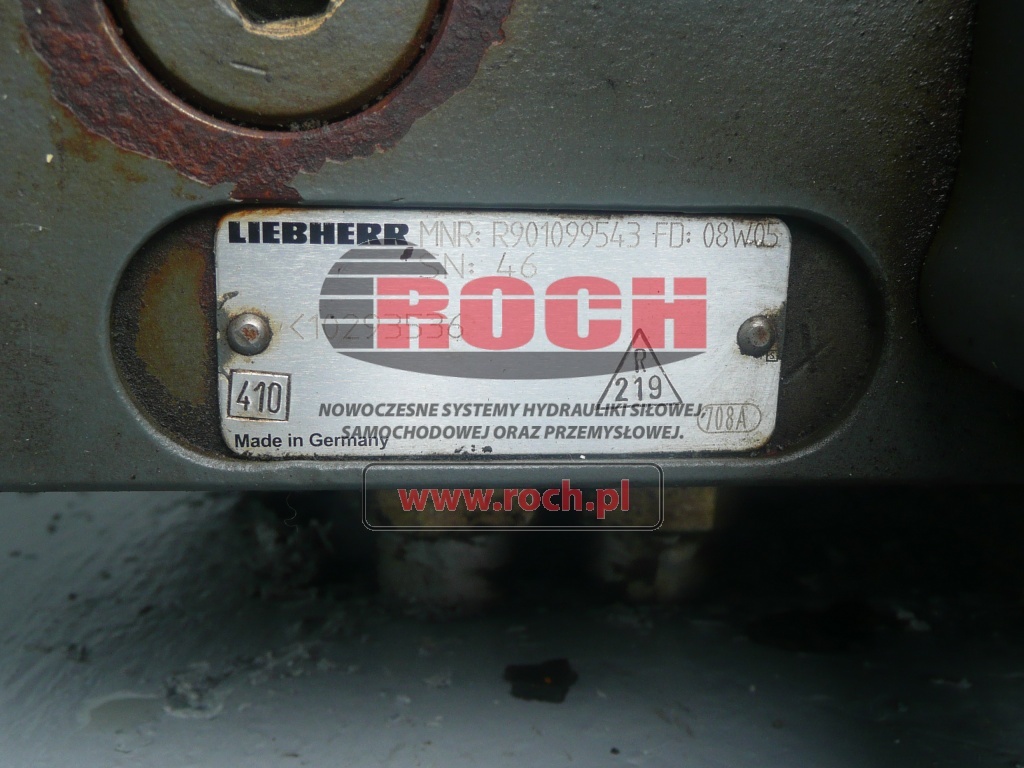 LIEBHERR MNR: R901099543 FD: 08W05
SN: 46
ROCH
<10293536
R
219
410
NOWOCZESNE SYSTEMY HYDRAULIKI SIŁOWEJ,
708A
SAMOCHODOWEJ ORAZ PRZEMYSŁOWEJ.
Made in Germany
www.roch.pl